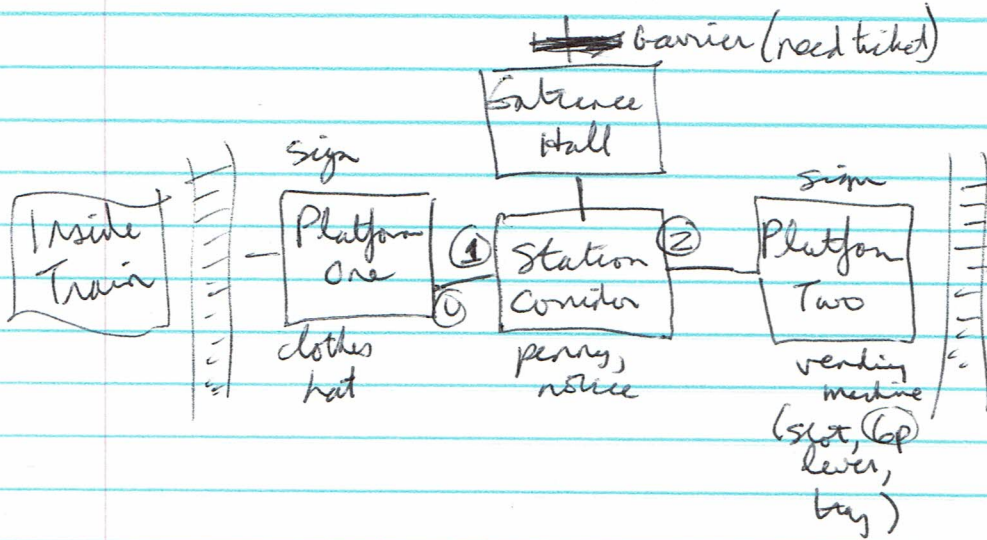 barrier (need ticket)
Entrance
Hall
sign
Inside
Train
Platform
One
1
U
clothes
hat
Station
Corridor
2
penny,
notice
sign
Platform
Two
vending
machine
(slot, 6p
lever,
tray)